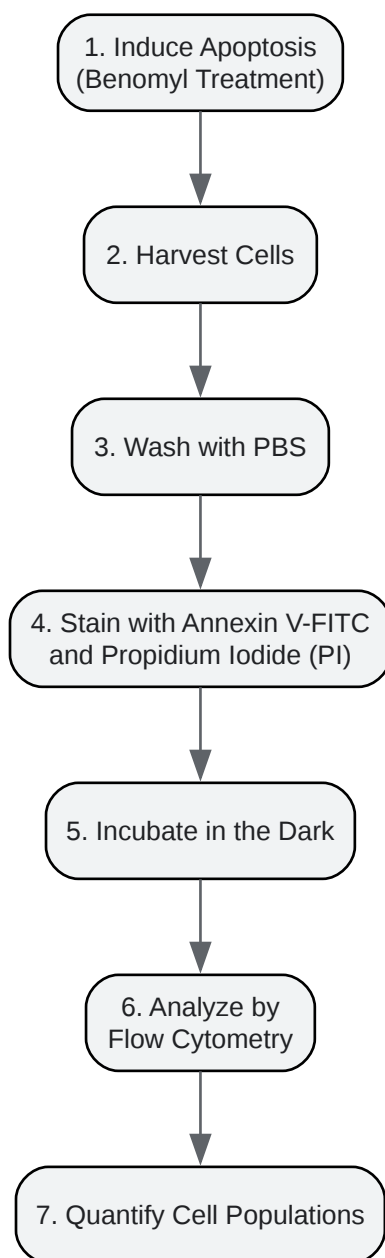 1. Induce Apoptosis
(Benomyl Treatment)
2. Harvest Cells
3. Wash with PBS
4. Stain with Annexin V-FITC
and Propidium Iodide (PI)
5. Incubate in the Dark
6. Analyze by
Flow Cytometry
7. Quantify Cell Populations